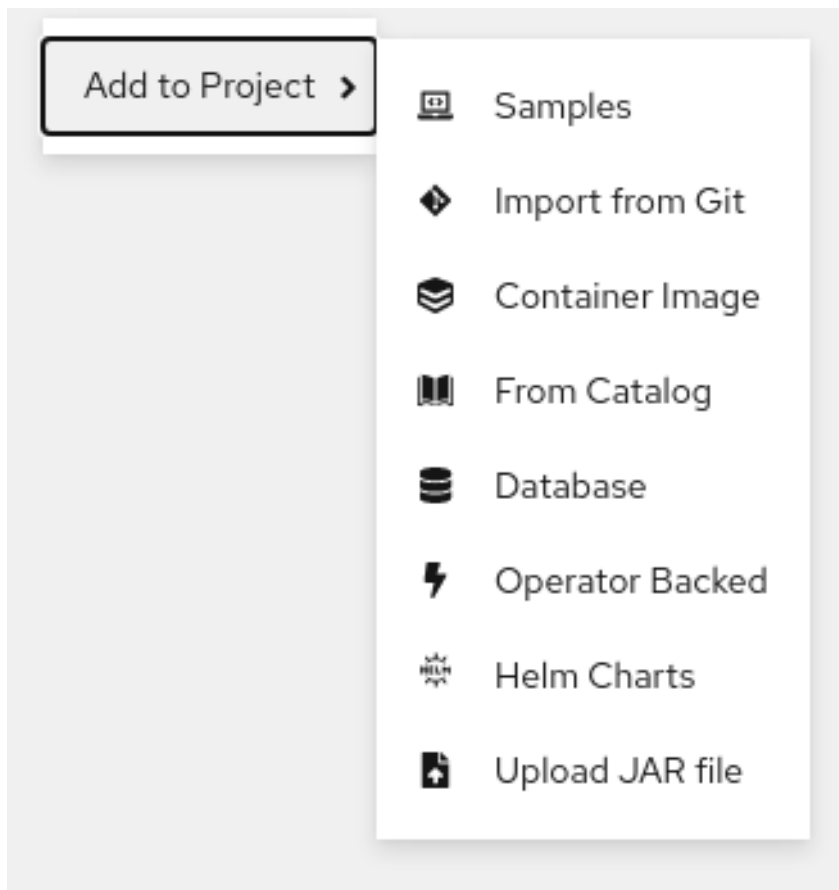 Add to Project
Samples
Import from Git
Container Image
From Catalog
Database
Operator Backed
HELM
Helm Charts
Upload JAR file